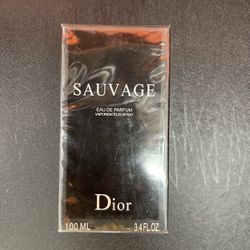 SAUVAGE
EAU DE PARFUM
VAPORISATEUR SPRAY
Dior
100 ML 3.4 FL.OZ